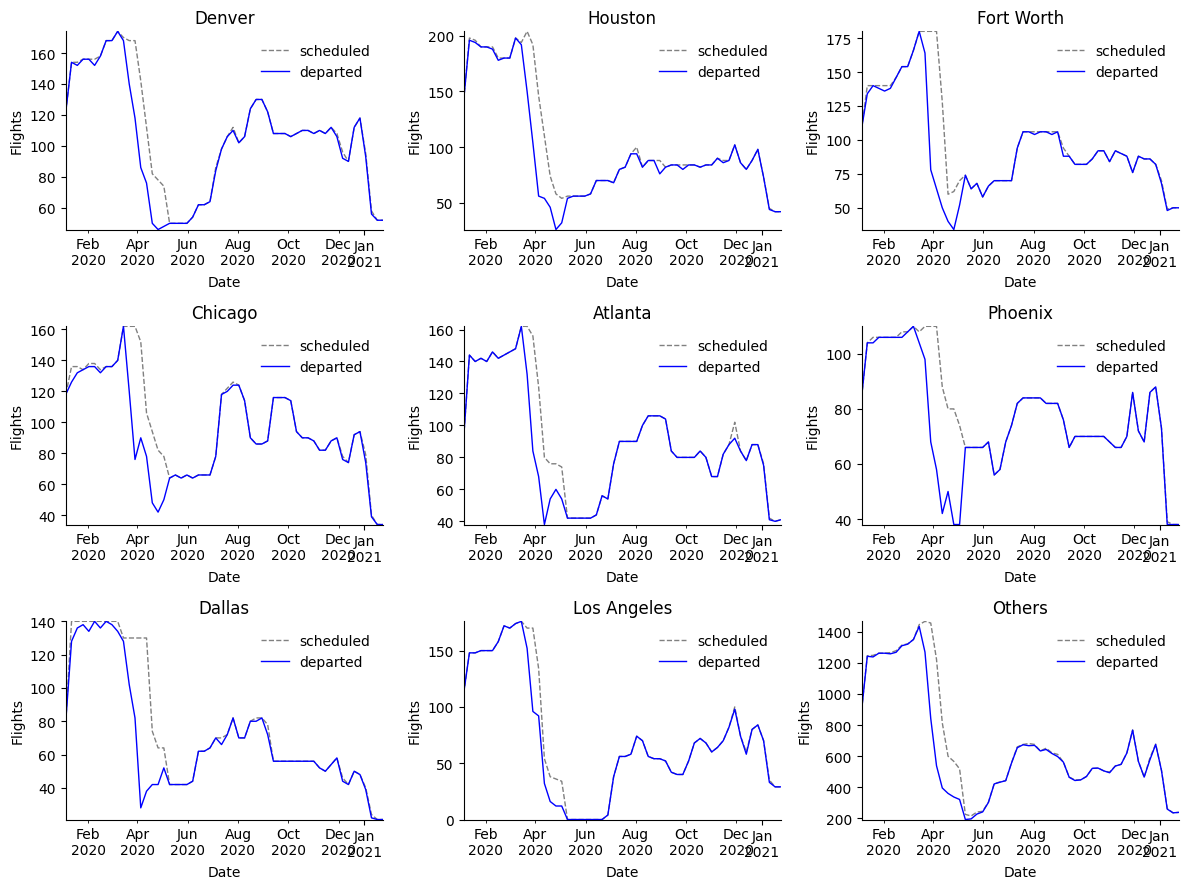 Denver
Houston
Fort Worth
scheduled
departed
scheduled
departed
scheduled
departed
Flights
160
140
120
100
80
60
Flights
200
150
100
50
Flights
175
150
125
100
75
50
Feb
2020
Apr
2020
Jun
2020
Aug
2020
Oct
2020
Dec
2020
Jan
2021
Feb
2020
Apr
2020
Jun
2020
Aug
2020
Oct
2020
Dec
2020
Jan
2021
Feb
2020
Apr
2020
Jun
2020
Aug
2020
Oct
2020
Dec
2020
Jan
2021
Date
Date
Date
Chicago
Atlanta
Phoenix
scheduled
departed
scheduled
departed
scheduled
departed
Flights
160
140
120
100
80
60
40
Flights
160
140
120
100
80
60
40
Flights
100
80
60
40
Feb
2020
Apr
2020
Jun
2020
Aug
2020
Oct
2020
Dec
2020
Jan
2021
Feb
2020
Apr
2020
Jun
2020
Aug
2020
Oct
2020
Dec
2020
Jan
2021
Feb
2020
Apr
2020
Jun
2020
Aug
2020
Oct
2020
Dec
2020
Jan
2021
Date
Date
Date
Dallas
Los Angeles
Others
scheduled
departed
scheduled
departed
scheduled
departed
Flights
140
120
100
80
60
40
Flights
150
100
50
0
Flights
1400
1200
1000
800
600
400
200
Feb
2020
Apr
2020
Jun
2020
Aug
2020
Oct
2020
Dec
2020
Jan
2021
Feb
2020
Apr
2020
Jun
2020
Aug
2020
Oct
2020
Dec
2020
Jan
2021
Feb
2020
Apr
2020
Jun
2020
Aug
2020
Oct
2020
Dec
2020
Jan
2021
Date
Date
Date